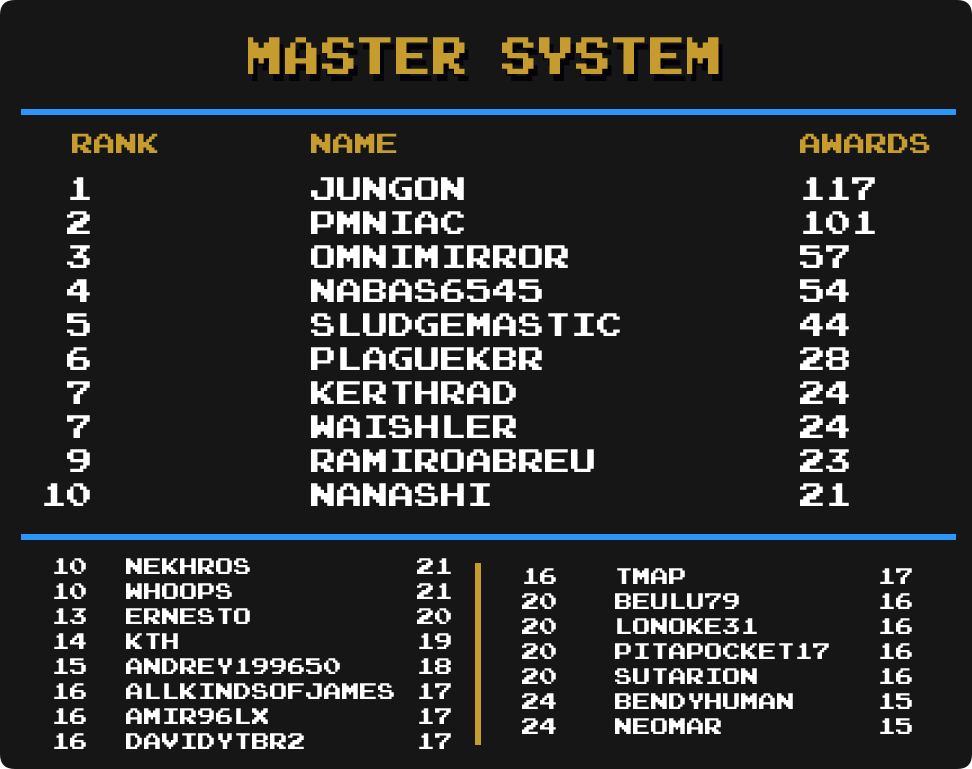 MASTER SYSTEM
RANK NAME AWARDS
1 JUNGON 117
2 PMNIAC 101
3 OMNIMIRROR 57
4 NABAS6545 54
5 SLUDGEMASTIC 44
6 PLAGUEKBR 28
7 KERTHRAD 24
7 WAISHLER 24
9 RAMIROABREU 23
10 NANASHI 21
10 NEKHROS 21
10 WHOOPS 21
13 ERNESTO 20
14 KTH 19
15 ANDREY199650 18
16 ALLKINDSOFJAMES 17
16 AMIR96LX 17
16 DAVIDYTBR2 17
16 TMAP 17
20 BEULU79 16
20 LONOKE31 16
20 PITAPOCKET17 16
20 SUTARION 16
24 BENDYHUMAN 15
24 NEOMAR 15